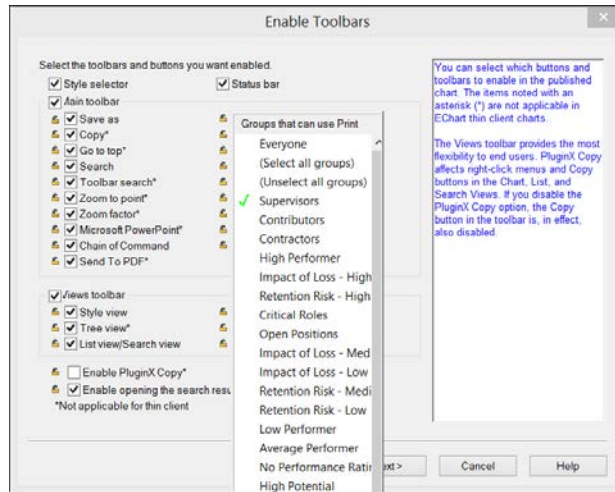 Enable Toolbars
Select the toolbars and buttons you want enabled.
Style selector
Status bar
Main toolbar
Save as
Copy*
Go to top*
Search
Toolbar search*
Zoom to point*
Zoom factor*
Microsoft PowerPoint*
Chain of Command
Send To PDF*
Views toolbar
Style view
Tree view*
List view/Search view
Enable PluginX Copy*
Enable opening the search resu
*Not applicable for thin client
Groups that can use Print
Everyone
(Select all groups)
(Unselect all groups)
Supervisors
Contributors
Contractors
High Performer
Impact of Loss - High
Retention Risk - High
Critical Roles
Open Positions
Impact of Loss - Med
Impact of Loss - Low
Retention Risk - Medi
Retention Risk - Low
Low Performer
Average Performer
No Performance Ratin
High Potential
You can select which buttons and
toolbars to enable in the published
chart. The items noted with an
asterisk (*) are not applicable in
EChart thin client charts.
The Views toolbar provides the most
flexibility to end users. PluginX Copy
affects right-click menus and Copy
buttons in the Chart, List, and
Search Views. If you disable the
PluginX Copy option, the Copy
button in the toolbar is, in effect,
also disabled.
ext >
Cancel
Help